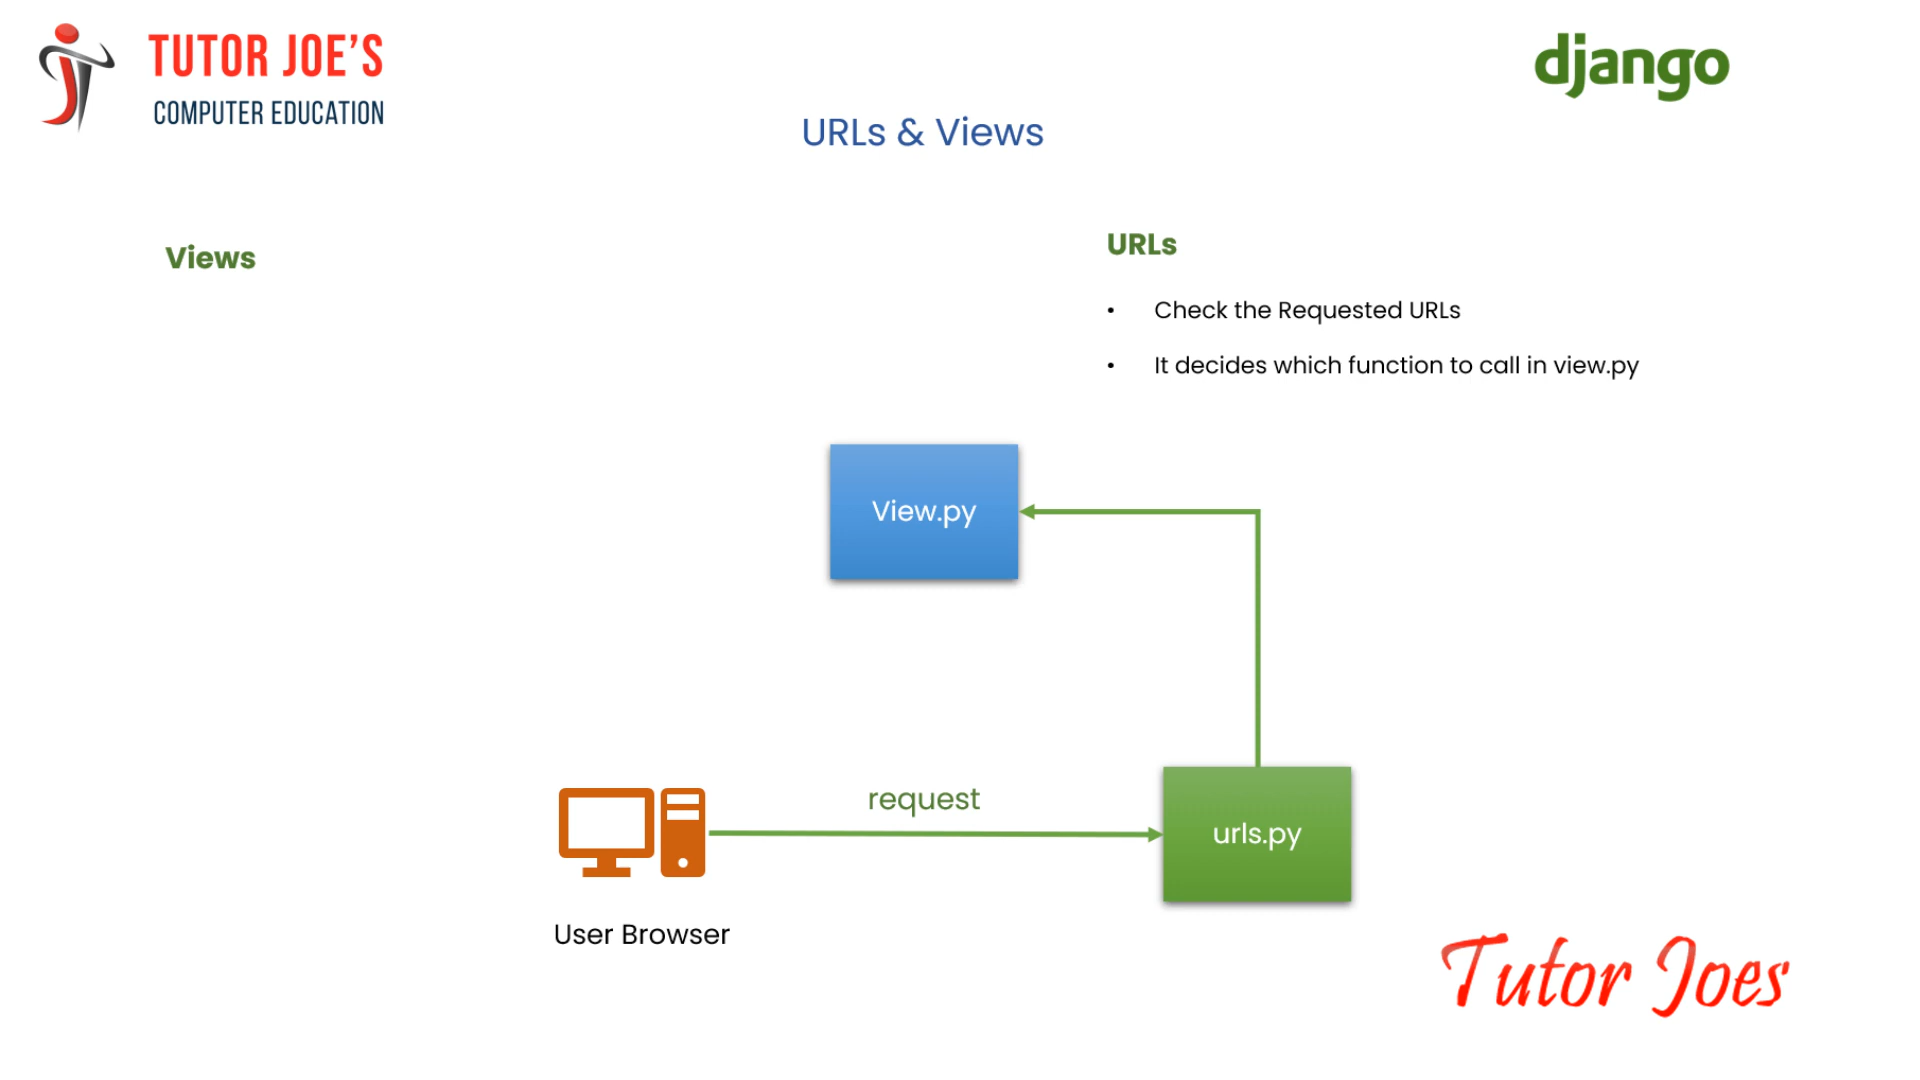 TUTOR JOE'S
COMPUTER EDUCATION
django
URLs & Views
Views
URLs
• Check the Requested URLs
• It decides which function to call in view.py
View.py
request
urls.py
User Browser
Tutor Joes